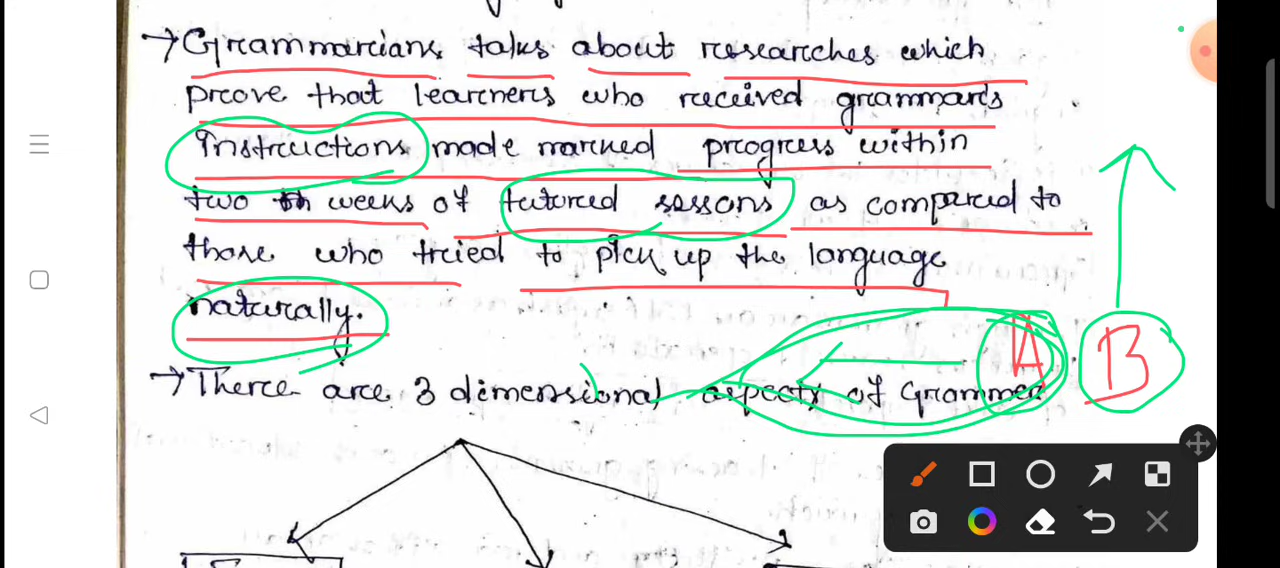 → Grammarians talks about researches which
prove that learners who received grammars
instructions made marked progress within
two weeks of tutored sessons as compared to
those who tried to pick up the language
naturally.
A B
→ There are 3 dimensional aspects of Grammer